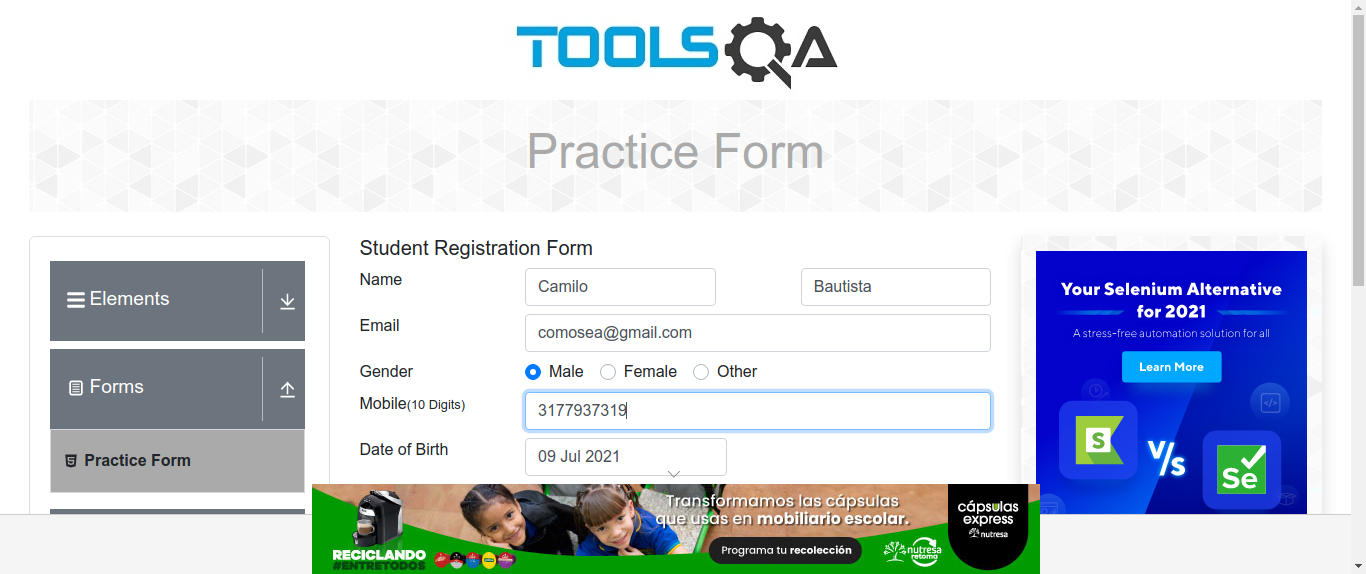 TOOLSQA
Practice Form
Elements
Forms
Practice Form
Student Registration Form
Name
Camilo
Bautista
Email
comosea@gmail.com
Gender
Male
Female
Other
Mobile(10 Digits)
3177937319
Date of Birth
09 Jul 2021
Your Selenium Alternative
for 2021
A stress-free automation solution for all
Learn More
S
V/s
Se
RECICLANDO
#ENTRETODOS
Transformamos las cápsulas
que usas en mobiliario escolar.
Programa tu recolección
nutresa
retoma
cápsulas
express
nutresa